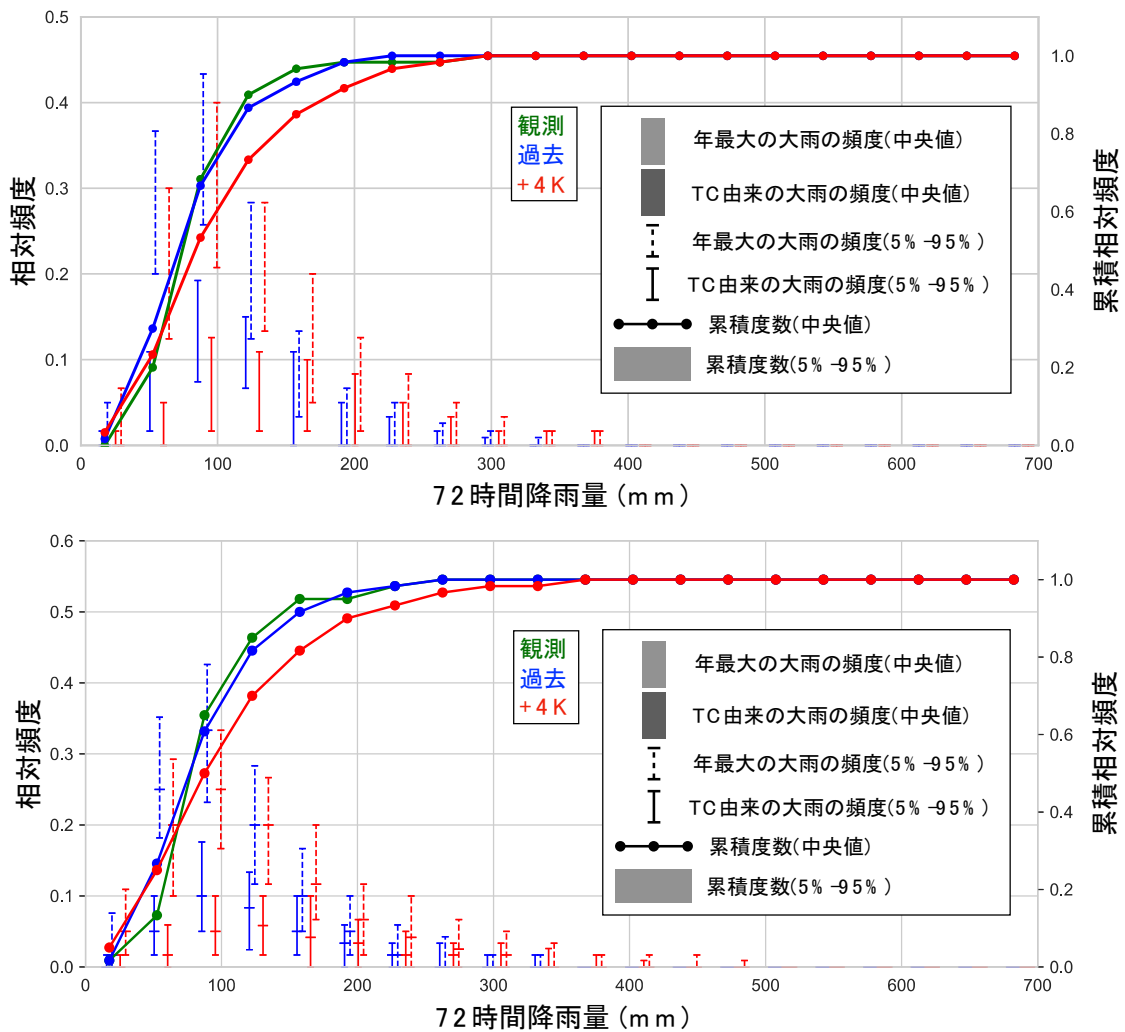 0.5
0.4
0.3
0.2
0.1
0.0
相対頻度
1.0
0.8
0.6
0.4
0.2
0.0
累積相対頻度
0
100
200
300
400
500
600
700
72時間降雨量(mm)
観測
過去
+4K
年最大の大雨の頻度(中央値)
TC由来の大雨の頻度(中央値)
年最大の大雨の頻度(5%-95%)
TC由来の大雨の頻度(5%-95%)
累積度数(中央値)
累積度数(5%-95%)
0.6
0.5
0.4
0.3
0.2
0.1
0.0
相対頻度
1.0
0.8
0.6
0.4
0.2
0.0
累積相対頻度
0
100
200
300
400
500
600
700
72時間降雨量(mm)
観測
過去
+4K
年最大の大雨の頻度(中央値)
TC由来の大雨の頻度(中央値)
年最大の大雨の頻度(5%-95%)
TC由来の大雨の頻度(5%-95%)
累積度数(中央値)
累積度数(5%-95%)